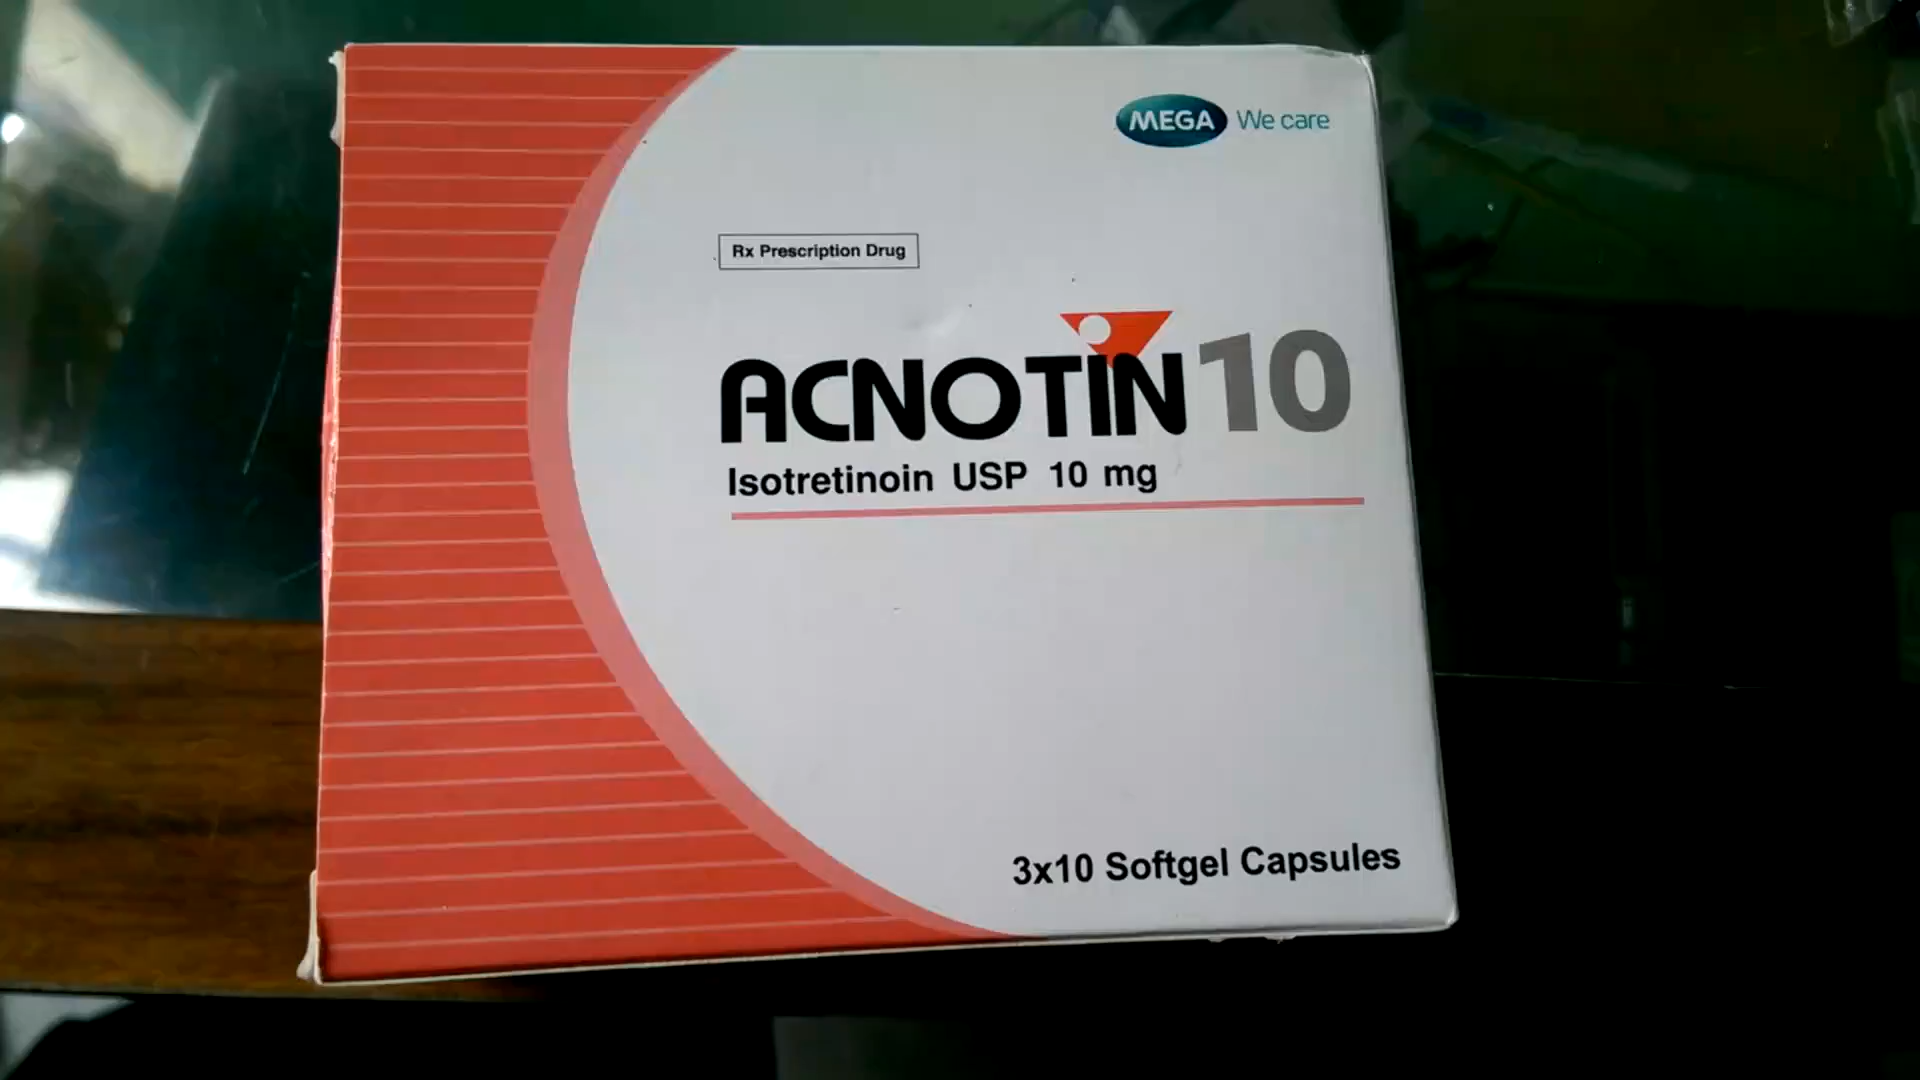 MEGA We care
Rx Prescription Drug
ACNOTIN 10
Isotretinoin USP 10 mg
3x10 Softgel Capsules